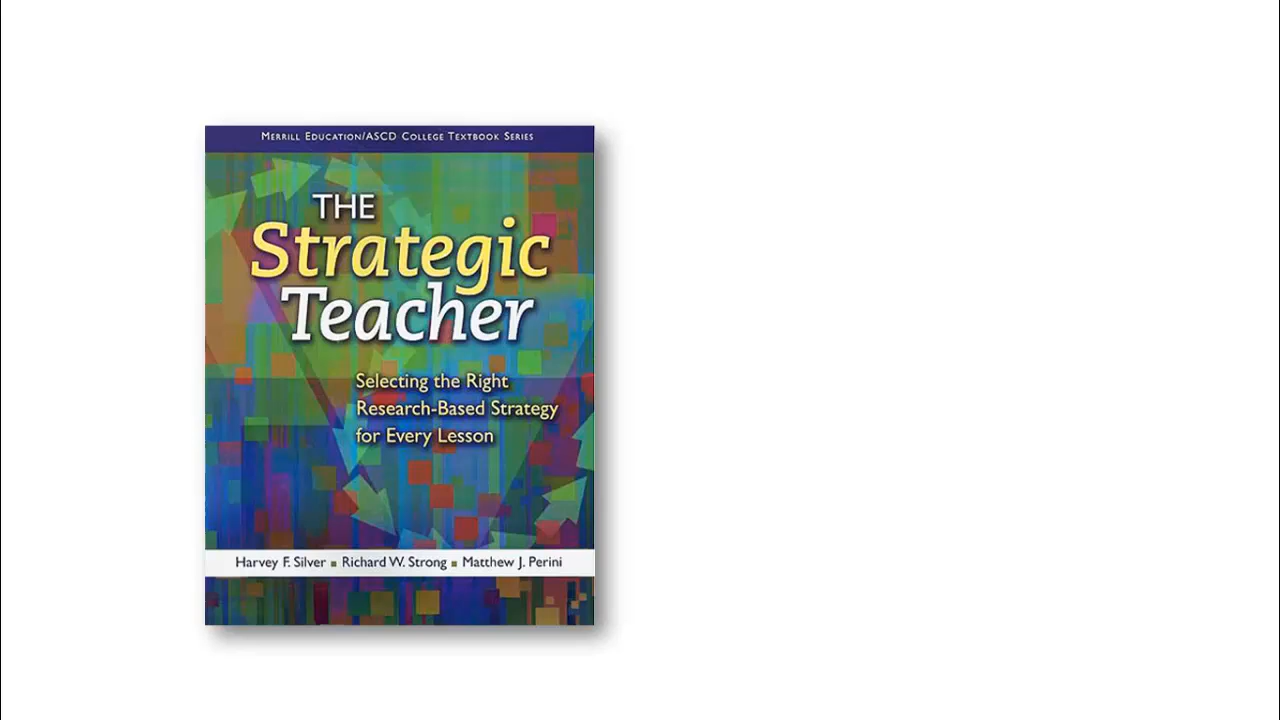 MERRILL EDUCATION/ASCD COLLEGE TEXTBOOK SERIES
THE
Strategic
Teacher
Selecting the Right
Research-Based Strategy
for Every Lesson
Harvey F. Silver ▪ Richard W. Strong ▪ Matthew J. Perini